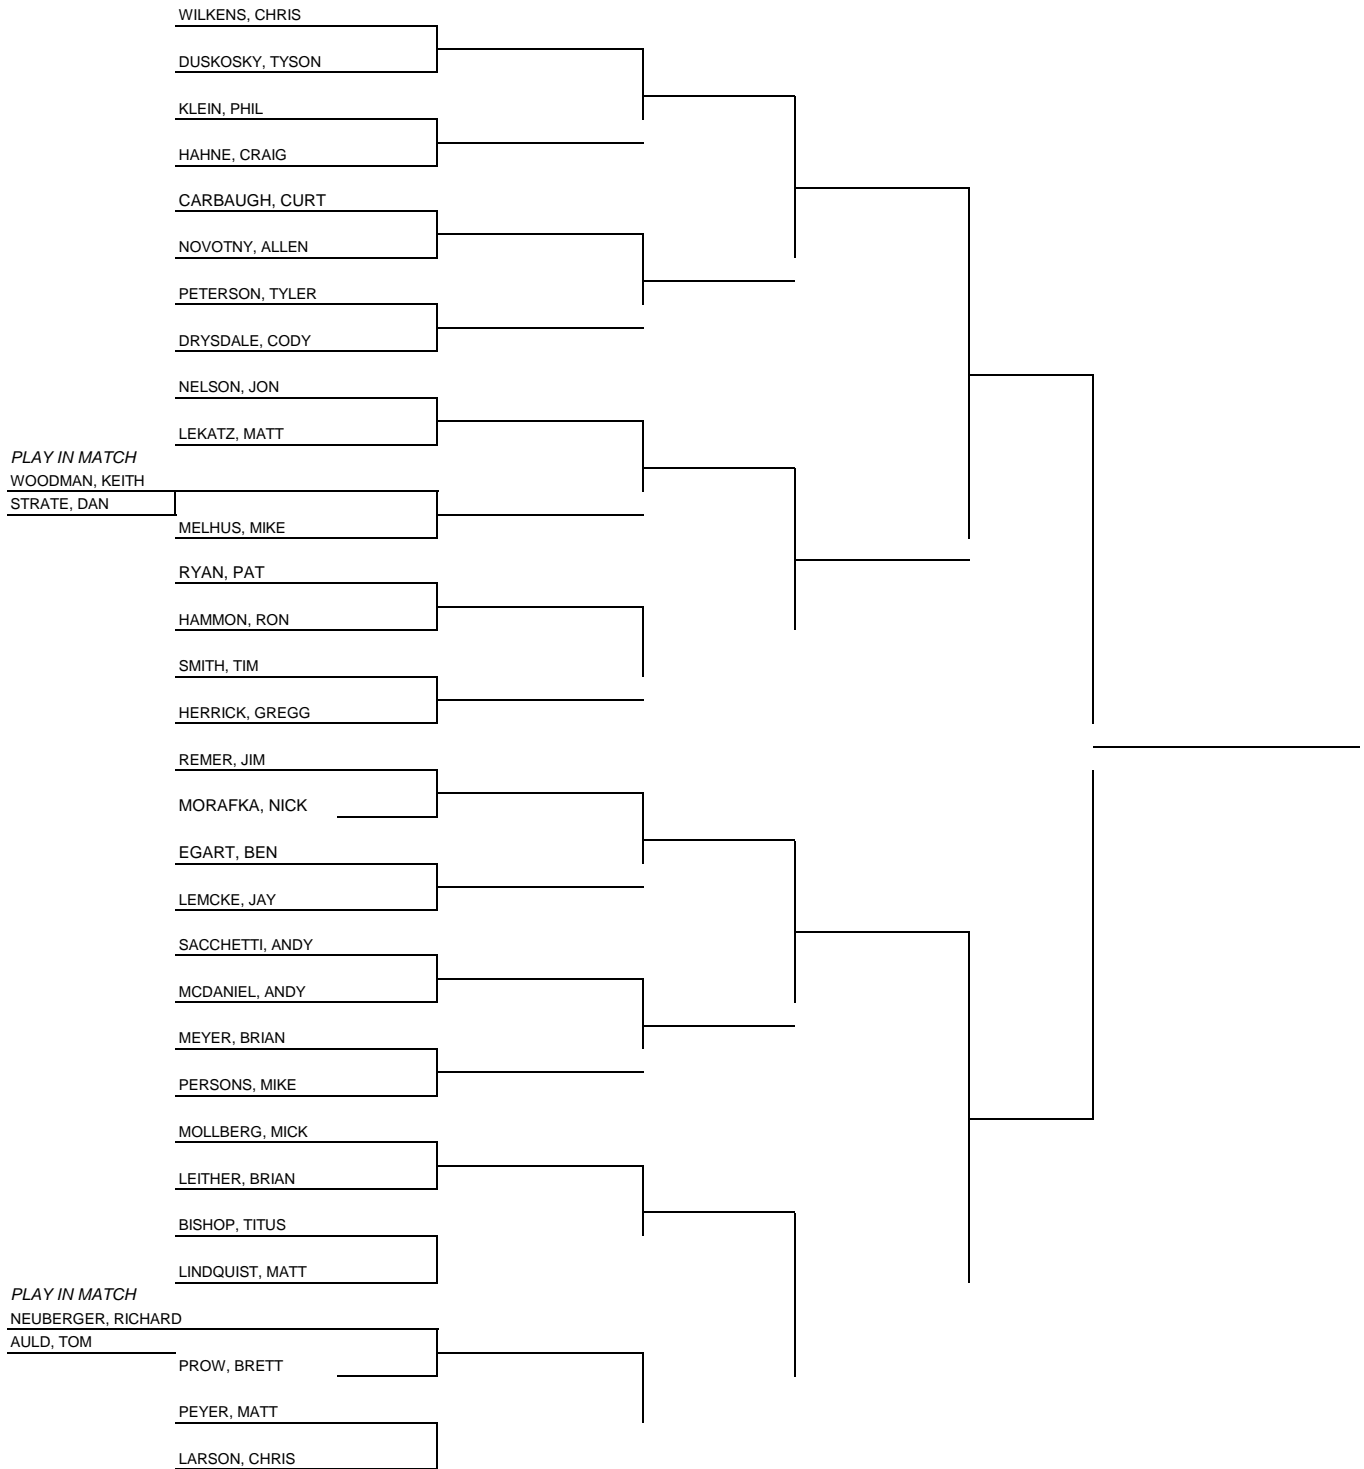 WILKENS, CHRIS
DUSKOSKY, TYSON
KLEIN, PHIL
HAHNE, CRAIG
CARBAUGH, CURT
NOVOTNY, ALLEN
PETERSON, TYLER
DRYSDALE, CODY
NELSON, JON
LEKATZ, MATT
PLAY IN MATCH
WOODMAN, KEITH
STRATE, DAN
MELHUS, MIKE
RYAN, PAT
HAMMON, RON
SMITH, TIM
HERRICK, GREGG
REMER, JIM
MORAFKA, NICK
EGART, BEN
LEMCKE, JAY
SACCHETTI, ANDY
MCDANIEL, ANDY
MEYER, BRIAN
PERSONS, MIKE
MOLLBERG, MICK
LEITHER, BRIAN
BISHOP, TITUS
LINDQUIST, MATT
PLAY IN MATCH
NEUBERGER, RICHARD
AULD, TOM
PROW, BRETT
PEYER, MATT
LARSON, CHRIS